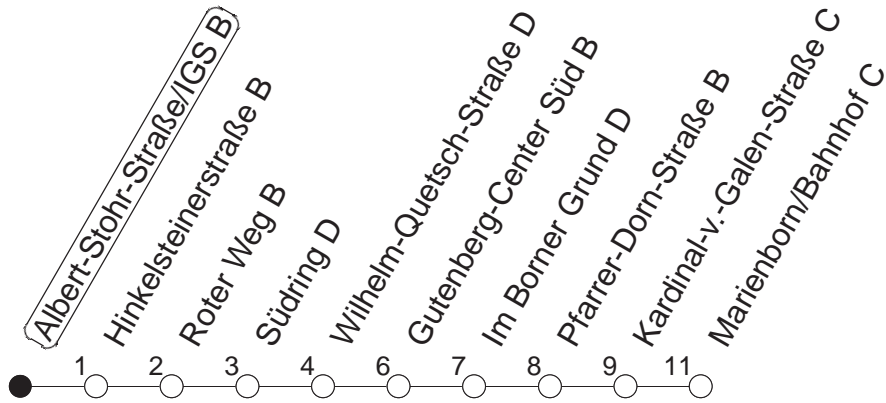 Albert-Stohr-Straße/IGS B
Hinkelsteinerstraße B
Roter Weg B
Südring D
Wilhelm-Quetsch-Straße D
Gutenberg-Center Süd B
Im Borner Grund D
Pfarrer-Dorn-Straße B
Kardinal-v.-Galen-Straße C
Marienborn/Bahnhof C
1 2 3 4 6 7 8 9 11